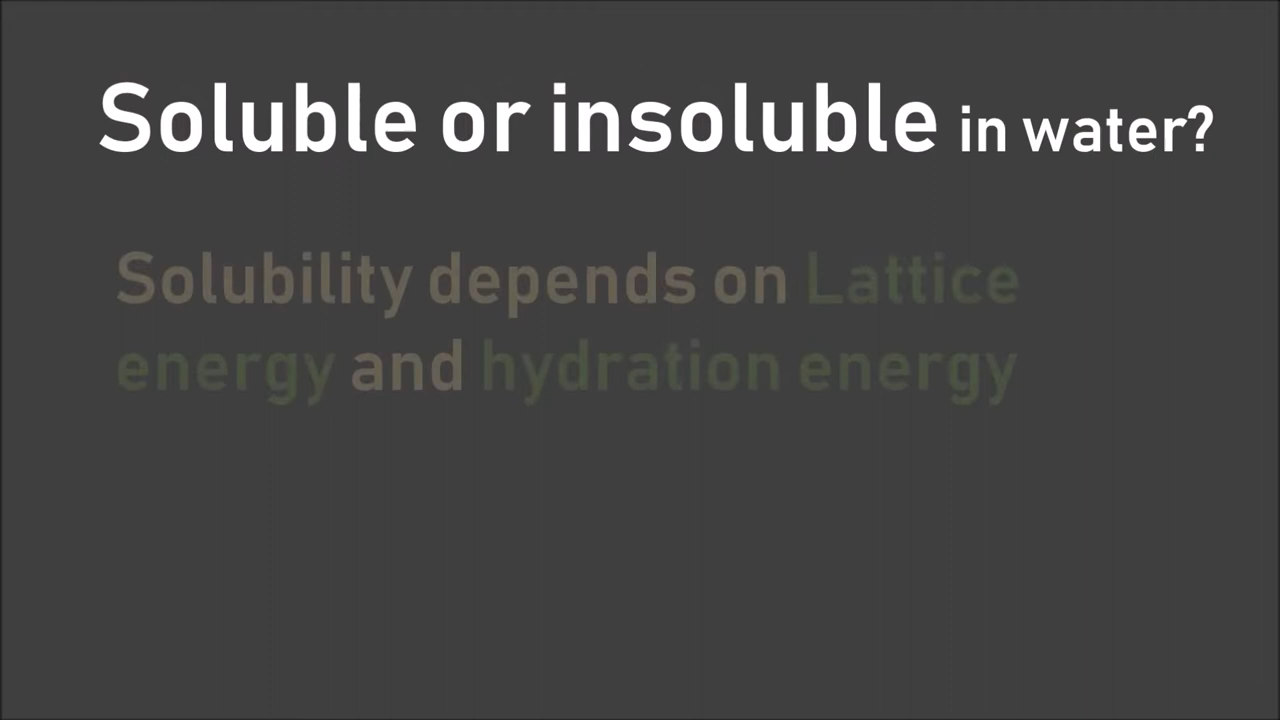 Soluble or insoluble in water?
Solubility depends on Lattice
energy and hydration energy